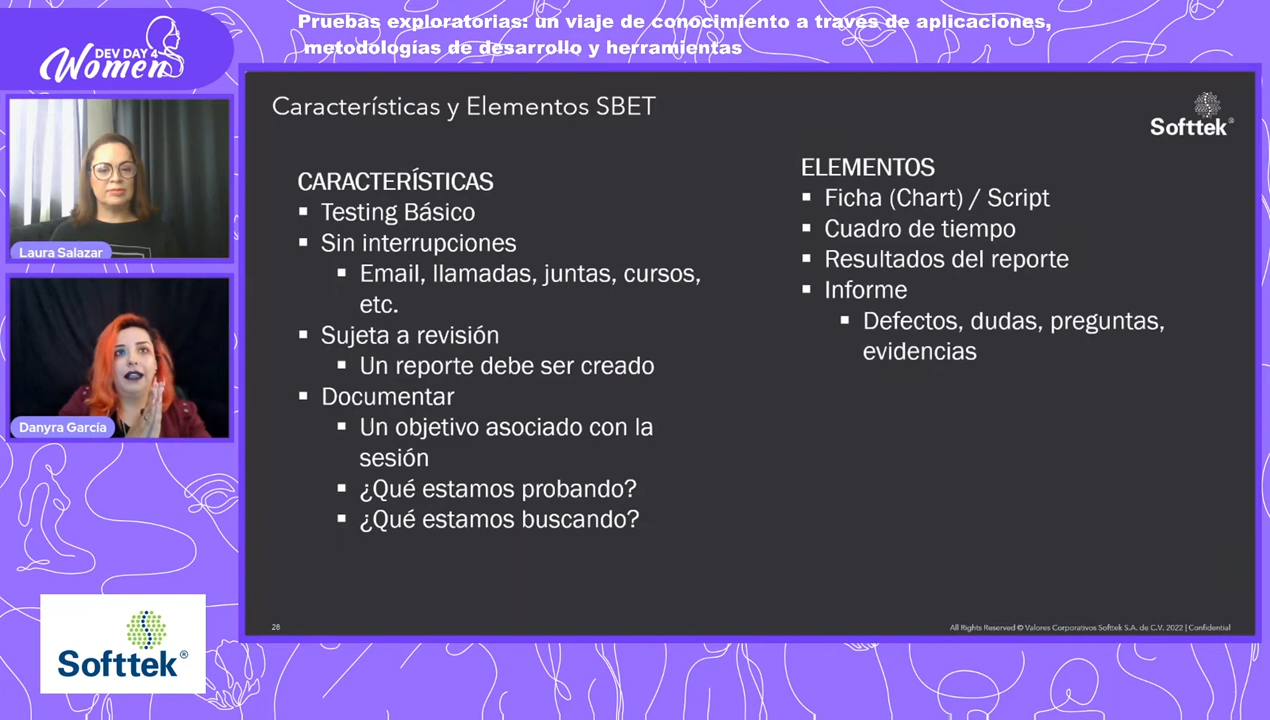 Pruebas exploratorias: un viaje de conocimiento a través de aplicaciones,
metodologías de desarrollo y herramientas
DEV DAY 4
Women
Laura Salazar
Danyra García
Softtek®
Características y Elementos SBET
Softtek®
CARACTERÍSTICAS
▪ Testing Básico
▪ Sin interrupciones
▪ Email, llamadas, juntas, cursos,
etc.
▪ Sujeta a revisión
▪ Un reporte debe ser creado
▪ Documentar
▪ Un objetivo asociado con la
sesión
▪ ¿Qué estamos probando?
▪ ¿Qué estamos buscando?
ELEMENTOS
▪ Ficha (Chart) / Script
▪ Cuadro de tiempo
▪ Resultados del reporte
▪ Informe
▪ Defectos, dudas, preguntas,
evidencias
28
All Rights Reserved © Valores Corporativos Softtek S.A. de C.V. 2022 | Confidential